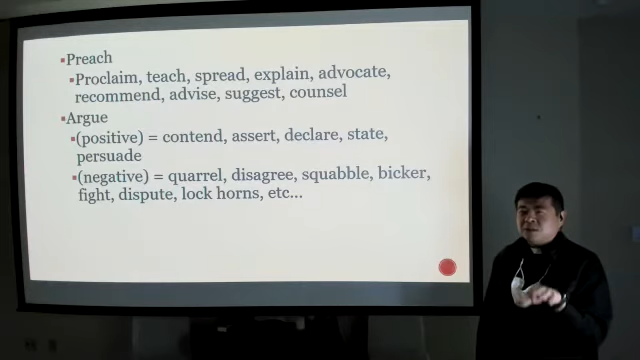 Preach
Proclaim, teach, spread, explain, advocate,
recommend, advise, suggest, counsel
Argue
(positive) = contend, assert, declare, state,
persuade
(negative) = quarrel, disagree, squabble, bicker,
fight, dispute, lock horns, etc...